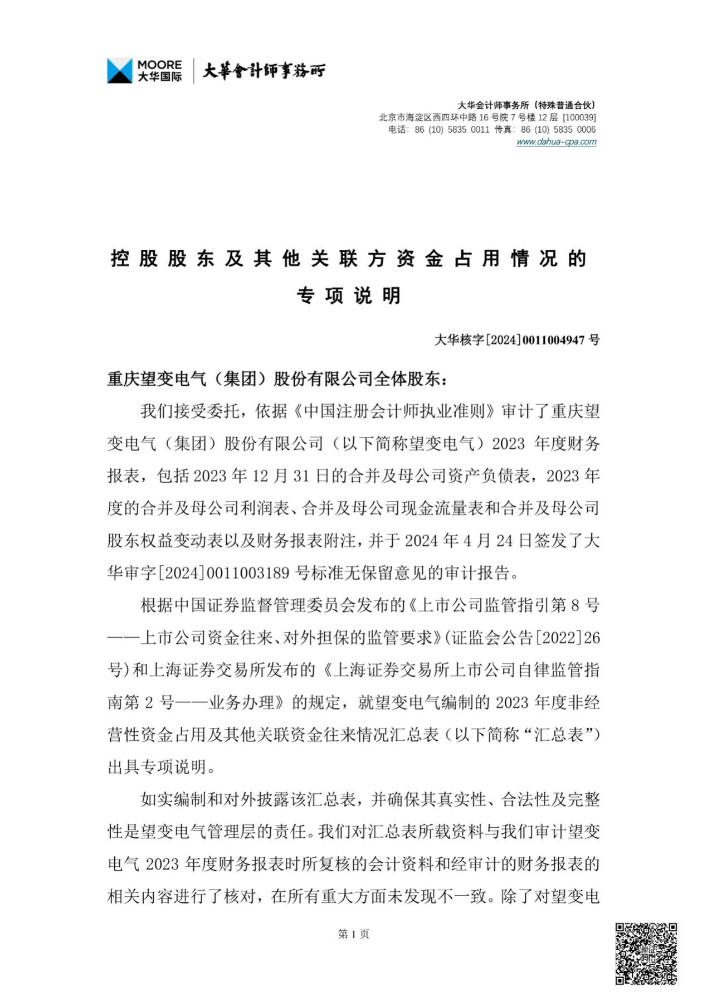 MOORE
大华国际
大華會計師事務所
大华会计师事务所（特殊普通合伙）
北京市海淀区西四环中路 16 号院 7 号楼 12 层 [100039]
电话：86 (10) 5835 0011 传真：86 (10) 5835 0006
www.dahua-cpa.com
控股股东及其他关联方资金占用情况的
专项说明
大华核字[2024]0011004947 号
重庆望变电气（集团）股份有限公司全体股东：
我们接受委托，依据《中国注册会计师执业准则》审计了重庆望
变电气（集团）股份有限公司（以下简称望变电气）2023 年度财务
报表，包括 2023 年 12 月 31 日的合并及母公司资产负债表，2023 年
度的合并及母公司利润表、合并及母公司现金流量表和合并及母公司
股东权益变动表以及财务报表附注，并于 2024 年 4 月 24 日签发了大
华审字[2024]0011003189 号标准无保留意见的审计报告。
根据中国证券监督管理委员会发布的《上市公司监管指引第 8 号
——上市公司资金往来、对外担保的监管要求》(证监会公告[2022]26
号)和上海证券交易所发布的《上海证券交易所上市公司自律监管指
南第 2 号——业务办理》的规定，就望变电气编制的 2023 年度非经
营性资金占用及其他关联资金往来情况汇总表（以下简称“汇总表”）
出具专项说明。
如实编制和对外披露该汇总表，并确保其真实性、合法性及完整
性是望变电气管理层的责任。我们对汇总表所载资料与我们审计望变
电气 2023 年度财务报表时所复核的会计资料和经审计的财务报表的
相关内容进行了核对，在所有重大方面未发现不一致。除了对望变电
第 1 页
验证
码